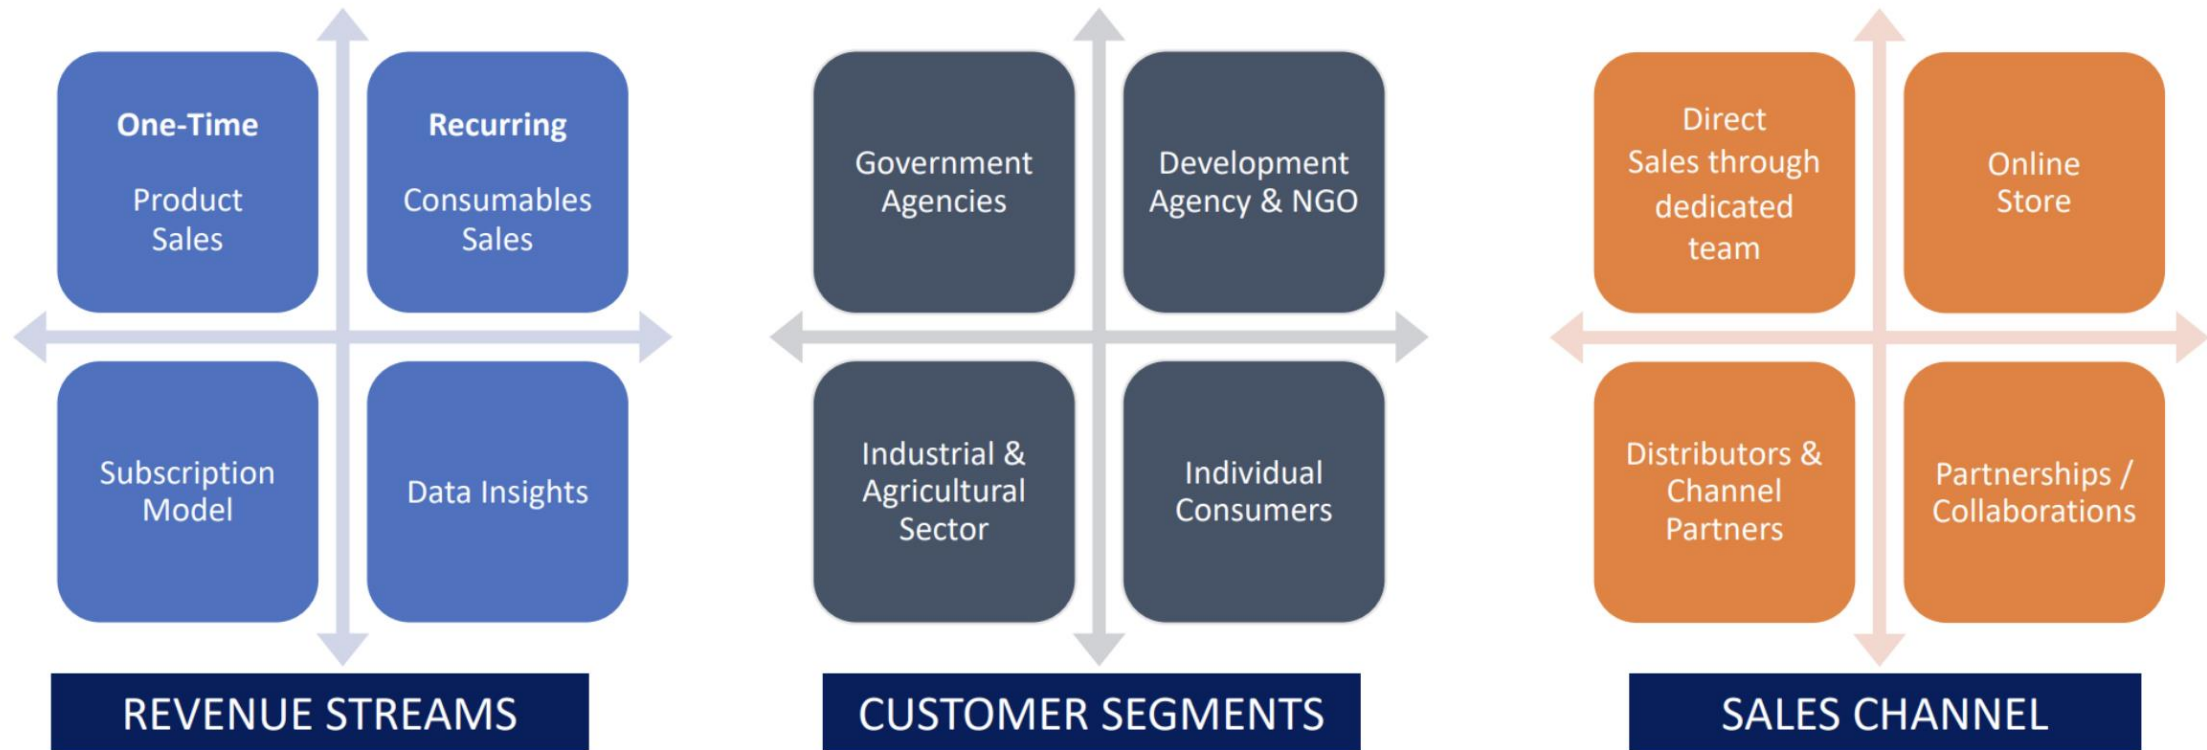 One-Time
Product
Sales
Recurring
Consumables
Sales
Subscription
Model
Data Insights
REVENUE STREAMS
Government
Agencies
Development
Agency & NGO
Industrial &
Agricultural
Sector
Individual
Consumers
CUSTOMER SEGMENTS
Direct
Sales through
dedicated
team
Online
Store
Distributors &
Channel
Partners
Partnerships /
Collaborations
SALES CHANNEL